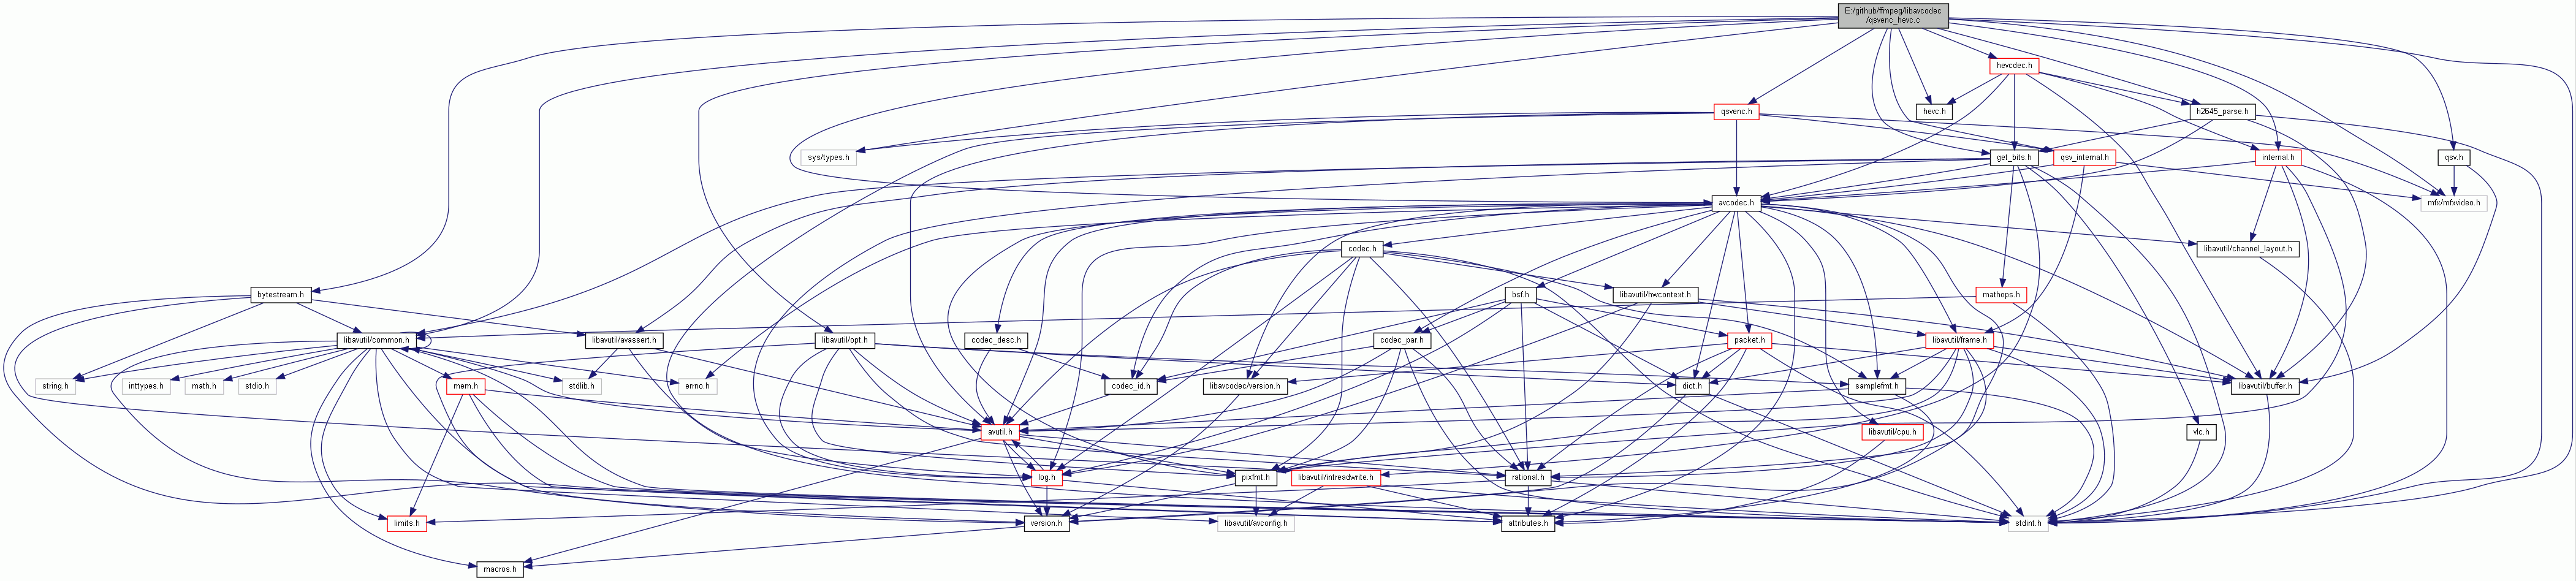 E:/github/ffmpeg/libavcodec
/qsvenc_hevc.c
hevcdec.h
qsvenc.h
hevc.h
h2645_parse.h
sys/types.h
get_bits.h
qsv_internal.h
internal.h
qsv.h
avcodec.h
mfx/mfxvideo.h
codec.h
libavutil/channel_layout.h
bytestream.h
libavutil/hwcontext.h
bsf.h
mathops.h
libavutil/common.h
libavutil/avassert.h
libavutil/opt.h
codec_desc.h
codec_par.h
packet.h
libavutil/frame.h
string.h
inttypes.h
math.h
stdio.h
mem.h
stdlib.h
errno.h
codec_id.h
libavcodec/version.h
dict.h
samplefmt.h
libavutil/buffer.h
avutil.h
libavutil/cpu.h
vlc.h
log.h
pixfmt.h
libavutil/intreadwrite.h
rational.h
limits.h
version.h
libavutil/avconfig.h
attributes.h
stdint.h
macros.h